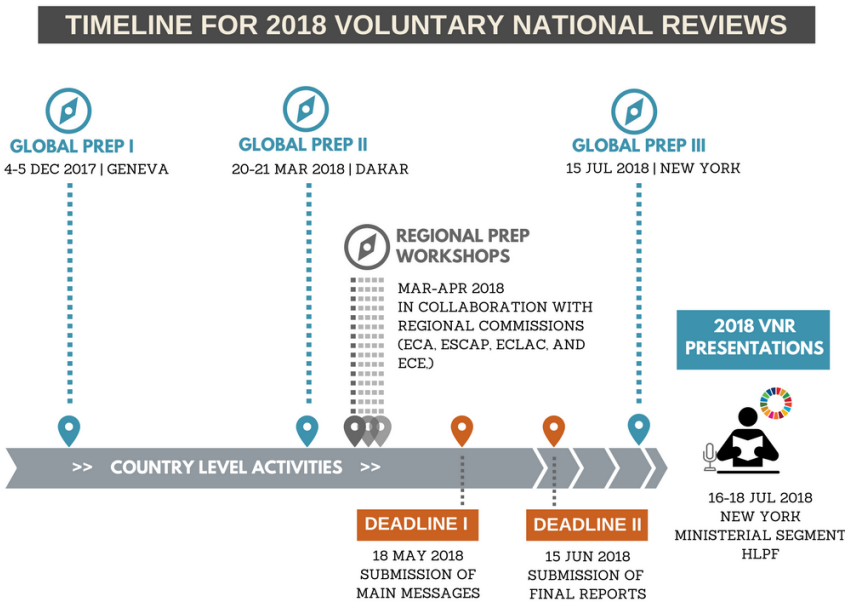 TIMELINE FOR 2018 VOLUNTARY NATIONAL REVIEWS
GLOBAL PREP I
4-5 DEC 2017 | GENEVA
GLOBAL PREP II
20-21 MAR 2018 | DAKAR
GLOBAL PREP III
15 JUL 2018 | NEW YORK
REGIONAL PREP
WORKSHOPS
MAR-APR 2018
IN COLLABORATION WITH
REGIONAL COMMISSIONS
(ECA, ESCAP, ECLAC, AND
ECE,)
2018 VNR
PRESENTATIONS
>> COUNTRY LEVEL ACTIVITIES >>
16-18 JUL 2018
NEW YORK
MINISTERIAL SEGMENT
HLPF
DEADLINE I
18 MAY 2018
SUBMISSION OF
MAIN MESSAGES
DEADLINE II
15 JUN 2018
SUBMISSION OF
FINAL REPORTS